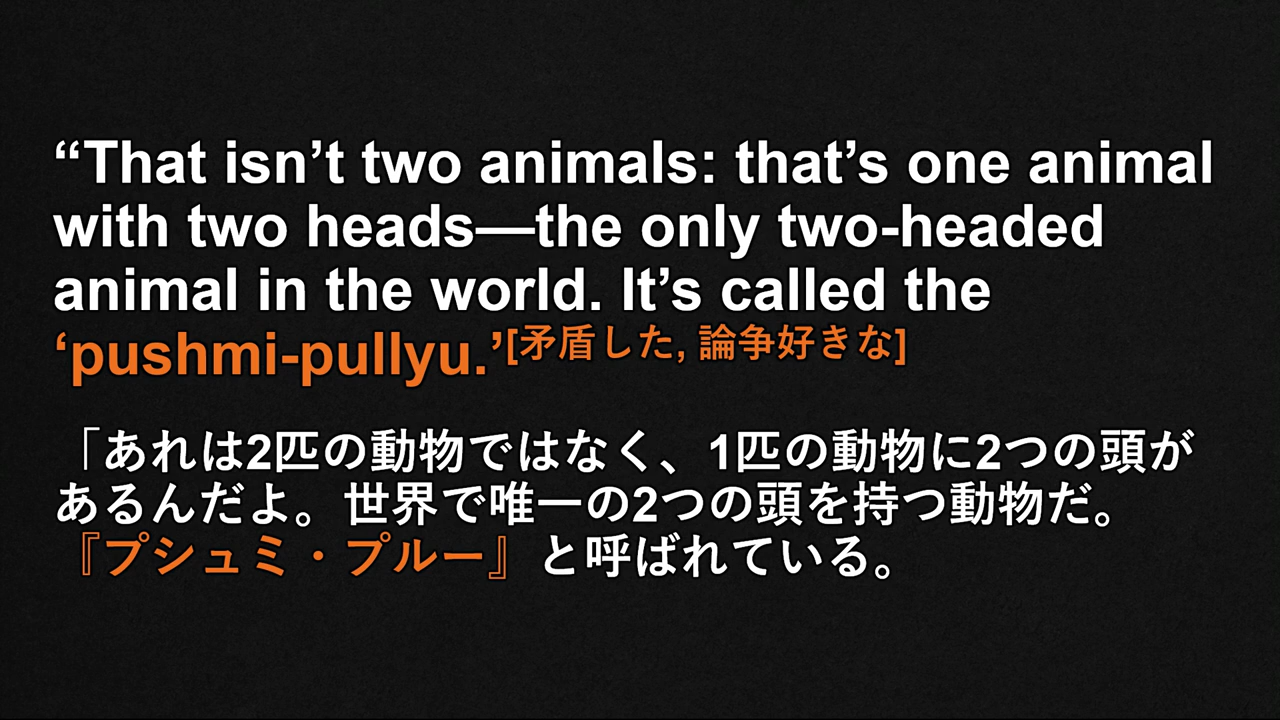 “That isn’t two animals: that’s one animal
with two heads—the only two-headed
animal in the world. It’s called the
‘pushmi-pullyu.’[矛盾した, 論争好きな]
「あれは2匹の動物ではなく、1匹の動物に2つの頭が
あるんだよ。世界で唯一の2つの頭を持つ動物だ。
『プシュミ・プルー』と呼ばれている。